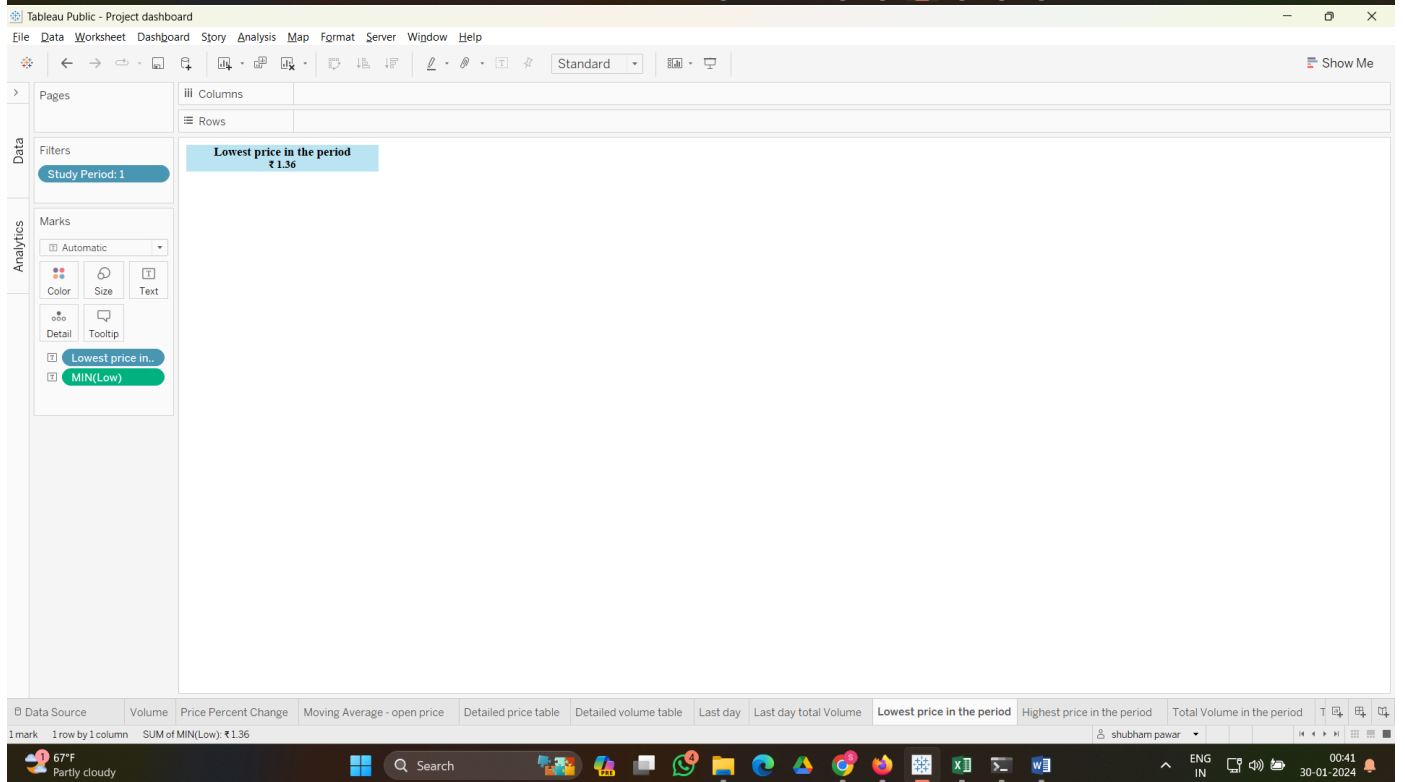 Tableau Public - Project dashboard
File Data Worksheet Dashboard Story Analysis Map Format Server Window Help
Standard
Show Me
Pages
iii Columns
Rows
Data
Analytics
Filters
Study Period: 1
Lowest price in the period
₹ 1.36
Marks
Automatic
Color Size Text
Detail Tooltip
Lowest price in..
MIN(Low)
Data Source Volume Price Percent Change Moving Average - open price Detailed price table Detailed volume table Last day Last day total Volume Lowest price in the period Highest price in the period Total Volume in the period T
1 mark 1 row by 1 column SUM of MIN(Low): ₹ 1.36 shubham pawar
1 67°F
Partly cloudy
Search
PRE
4
S
ENG
IN
00:41
30-01-2024